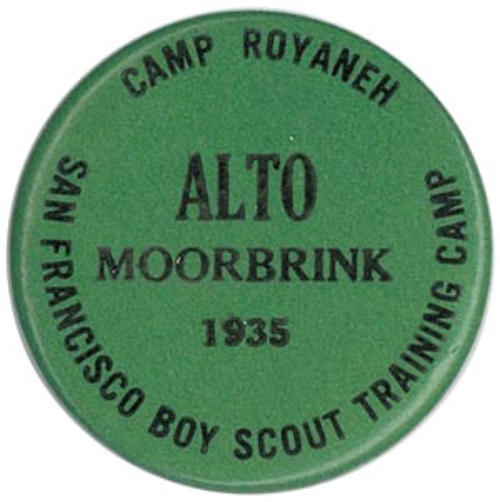 CAMP ROYANEH
ALTO
MOORBRINK
1935
SAN FRANCISCO BOY SCOUT TRAINING CAMP